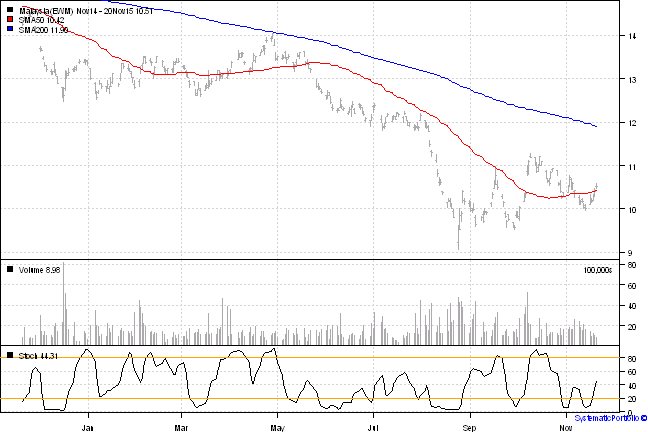 Malaysia(EWM) Nov14 - 20Nov15 10.51
SMA50 10.42
SMA200 11.90
14
13
12
11
10
9
Volume 8.98
100,000s
80
60
40
20
Stoch 44.31
80
60
40
20
0
Jan
Mar
May
Jul
Sep
Nov
SystematicPortfolio ©